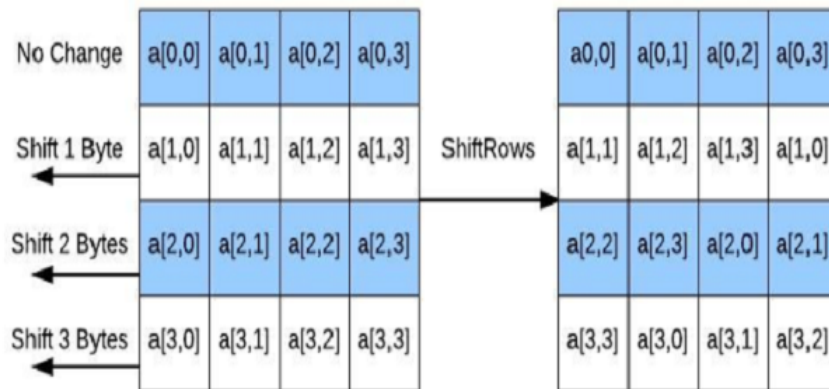 No Change a[0,0] a[0,1] a[0,2] a[0,3] a0,0] a[0,1] a[0,2] a[0,3]
Shift 1 Byte a[1,0] a[1,1] a[1,2] a[1,3] ShiftRows a[1,1] a[1,2] a[1,3] a[1,0]
Shift 2 Bytes a[2,0] a[2,1] a[2,2] a[2,3] a[2,2] a[2,3] a[2,0] a[2,1]
Shift 3 Bytes a[3,0] a[3,1] a[3,2] a[3,3] a[3,3] a[3,0] a[3,1] a[3,2]